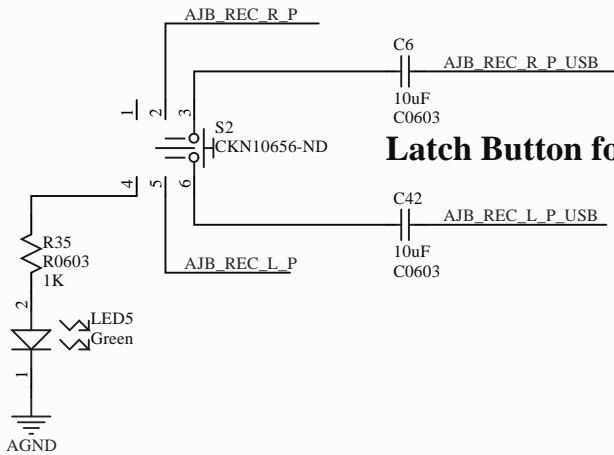 AJB_REC_R_P
C6
AJB_REC_R_P_USB
10uF
C0603
1
2
3
S2
CKN10656-ND
Latch Button fo
4
5
6
C42
AJB_REC_L_P_USB
10uF
C0603
AJB_REC_L_P
R35
R0603
1K
2
LED5
Green
1
AGND